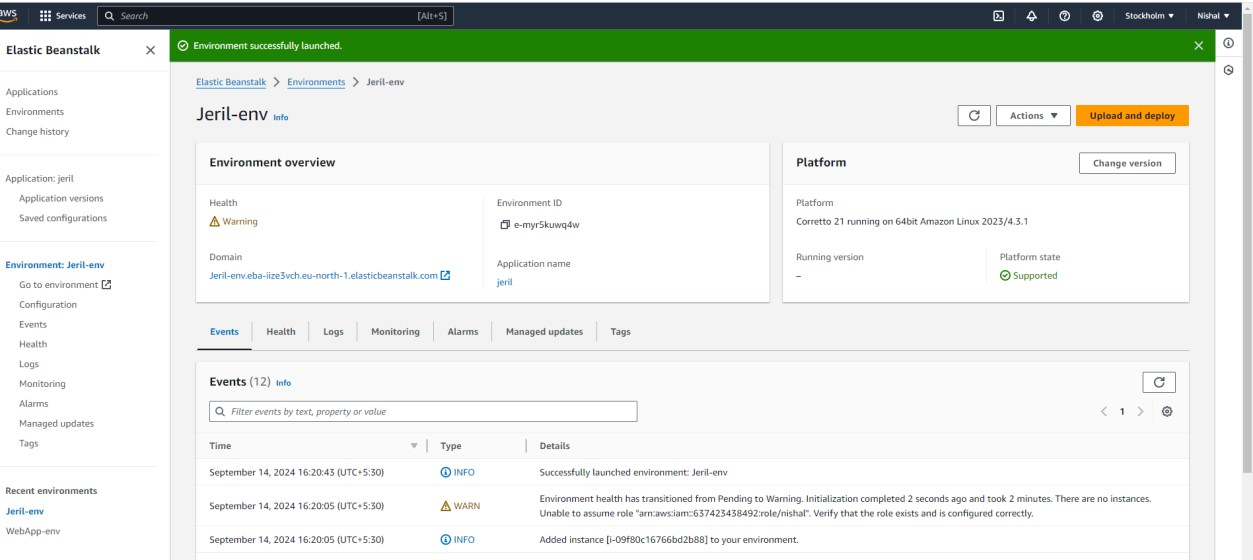 aws
Services
Search
[Alt+S]
Stockholm ▼
Nishal ▼
Elastic Beanstalk
Applications
Environments
Change history
Application: jeril
Application versions
Saved configurations
Environment: Jeril-env
Go to environment
Configuration
Events
Health
Logs
Monitoring
Alarms
Managed updates
Tags
Recent environments
Jeril-env
WebApp-env
Environment successfully launched.
Elastic Beanstalk > Environments > Jeril-env
Jeril-env Info
Actions ▼
Upload and deploy
Environment overview
Health
Warning
Environment ID
e-myr5kuwq4w
Domain
Jeril-env.eba-iize3vch.eu-north-1.elasticbeanstalk.com
Application name
jeril
Platform
Change version
Platform
Corretto 21 running on 64bit Amazon Linux 2023/4.3.1
Running version
–
Platform state
Supported
Events
Health
Logs
Monitoring
Alarms
Managed updates
Tags
Events (12) Info
Filter events by text, property or value
< 1 >
Time
Type
Details
September 14, 2024 16:20:43 (UTC+5:30)
INFO
Successfully launched environment: Jeril-env
September 14, 2024 16:20:05 (UTC+5:30)
WARN
Environment health has transitioned from Pending to Warning. Initialization completed 2 seconds ago and took 2 minutes. There are no instances.
Unable to assume role "arn:aws:iam::637423438492:role/nishal". Verify that the role exists and is configured correctly.
September 14, 2024 16:20:05 (UTC+5:30)
INFO
Added instance [i-09f80c16766bd2b88] to your environment.